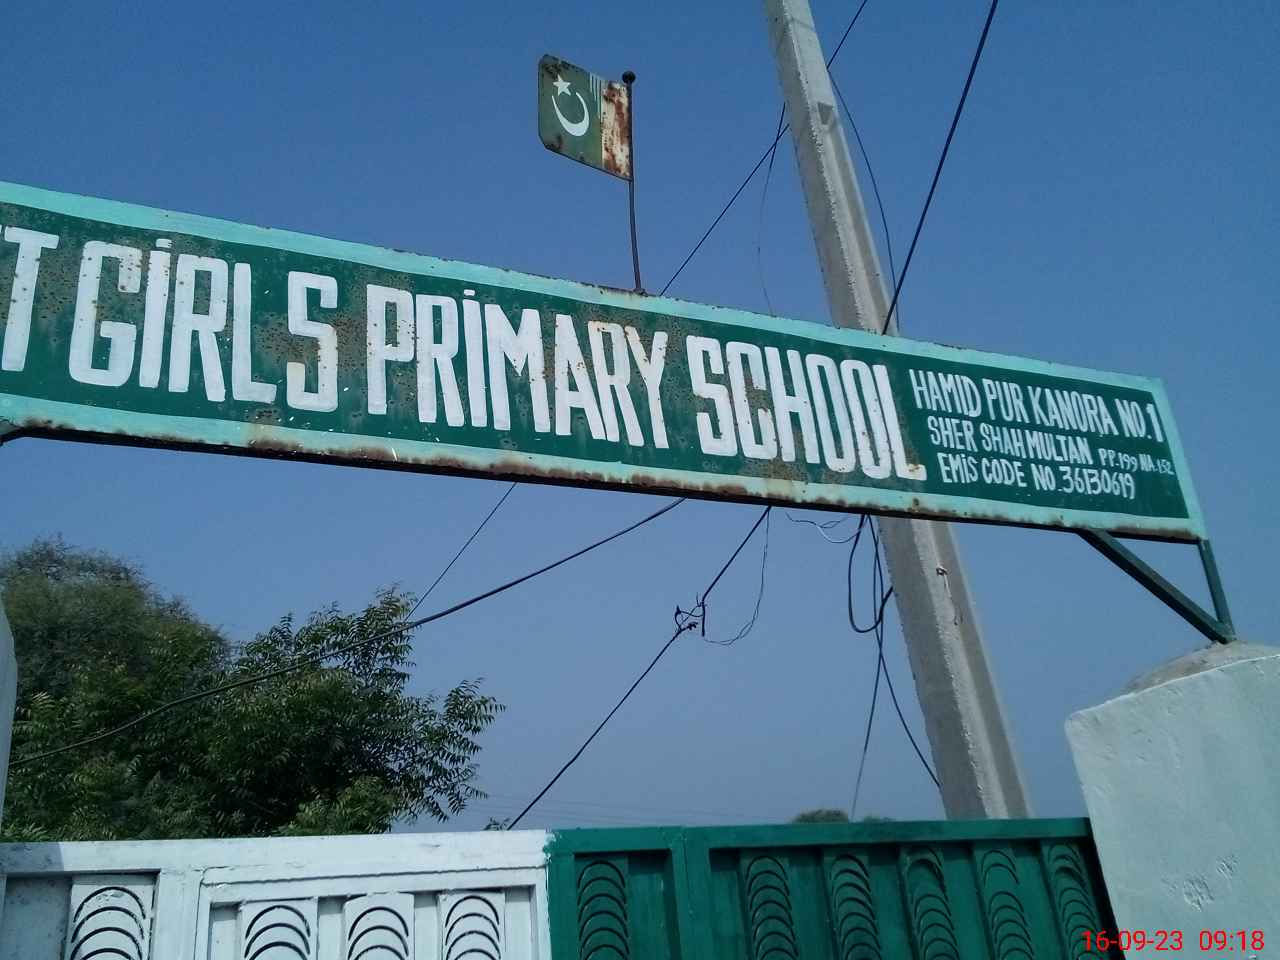 T GIRLS PRIMARY SCHOOL
HAMID PUR KANORA NO.1
SHER SHAH MULTAN PP.199 NA.152
EMIS CODE NO.36130619
16-09-23 09:18